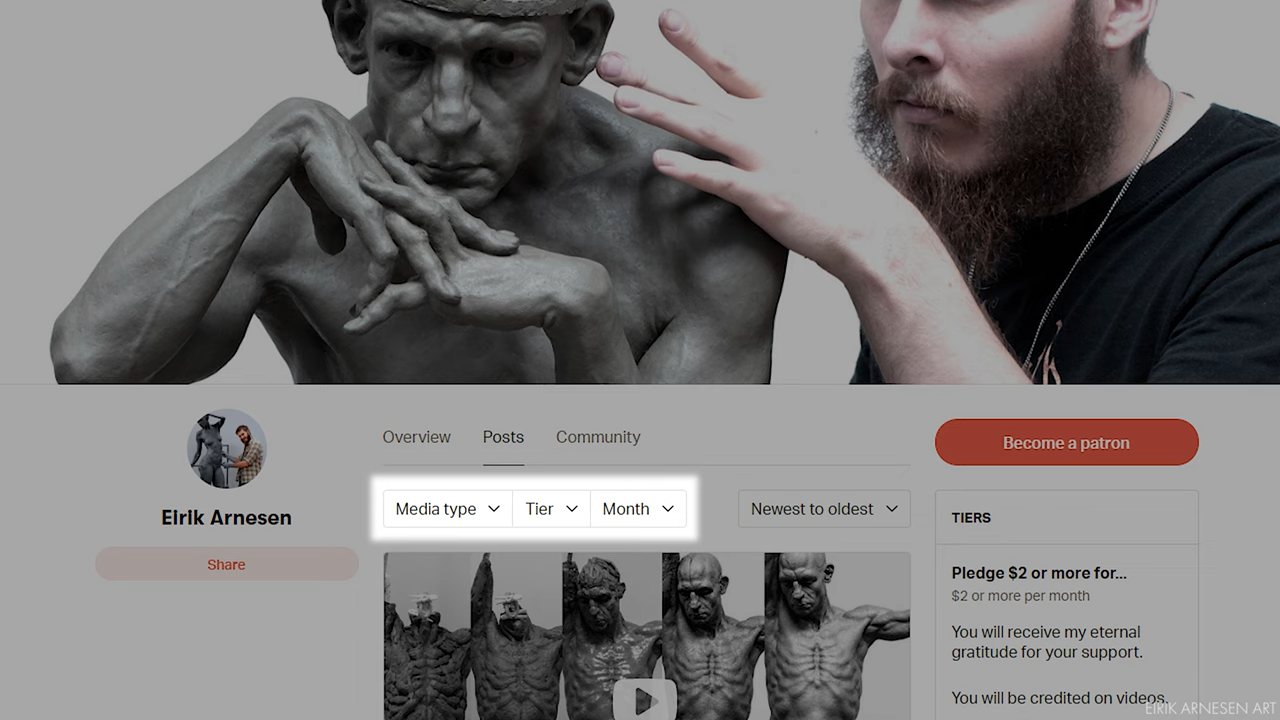 Overview
Posts
Community
Become a patron
Eirik Arnesen
Share
Media type
Tier
Month
Newest to oldest
TIERS
Pledge $2 or more for...
$2 or more per month
You will receive my eternal
gratitude for your support.
You will be credited on videos.
EIRIK ARNESEN ART